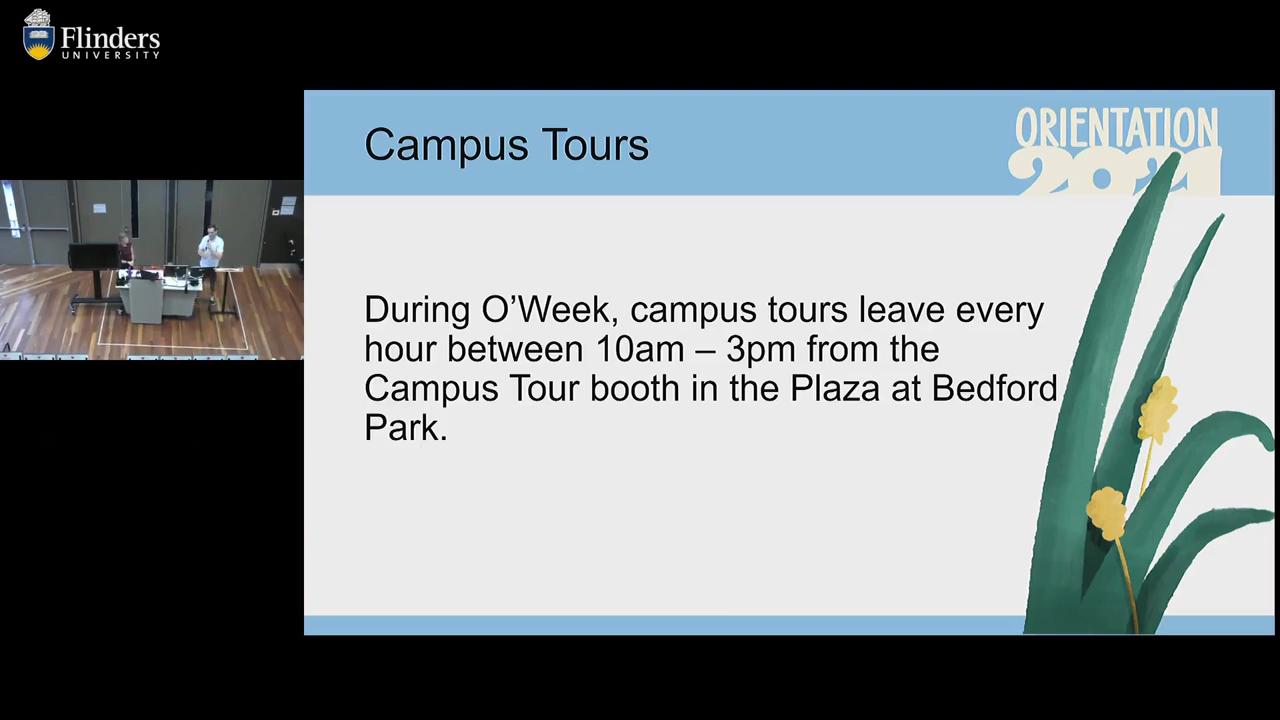 Flinders
UNIVERSITY
Campus Tours
ORIENTATION
2021
During O’Week, campus tours leave every
hour between 10am – 3pm from the
Campus Tour booth in the Plaza at Bedford
Park.